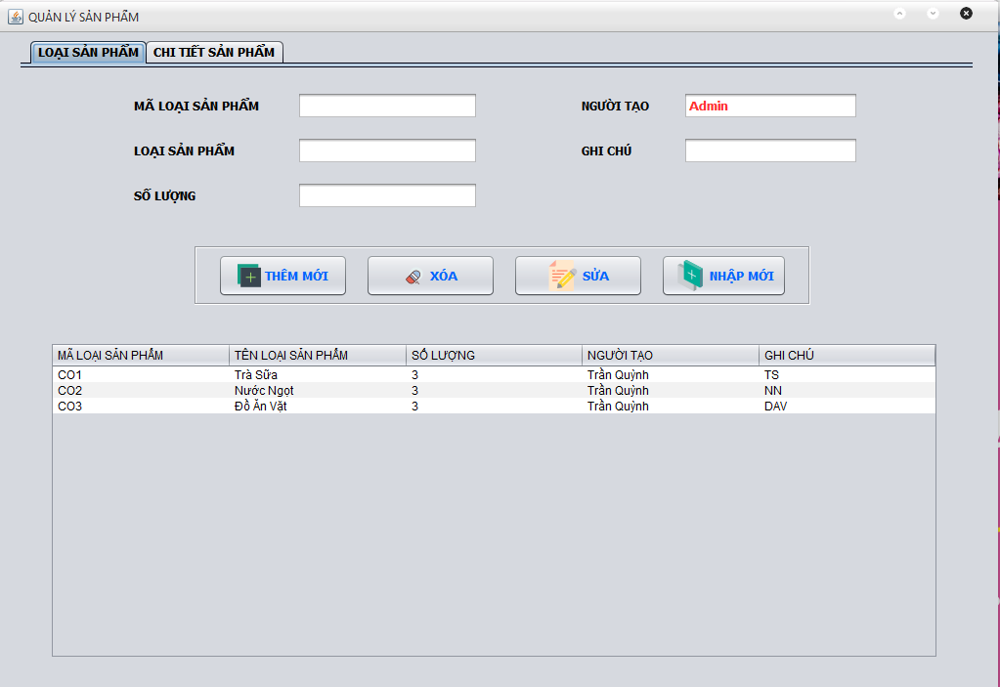 QUẢN LÝ SẢN PHẨM
LOẠI SẢN PHẨM CHI TIẾT SẢN PHẨM
MÃ LOẠI SẢN PHẨM NGƯỜI TẠO Admin
LOẠI SẢN PHẨM GHI CHÚ
SỐ LƯỢNG
THÊM MỚI XÓA SỬA NHẬP MỚI
MÃ LOẠI SẢN PHẨM TÊN LOẠI SẢN PHẨM SỐ LƯỢNG NGƯỜI TẠO GHI CHÚ
CO1 Trà Sữa 3 Trần Quỳnh TS
CO2 Nước Ngọt 3 Trần Quỳnh NN
CO3 Đồ Ăn Vặt 3 Trần Quỳnh DAV